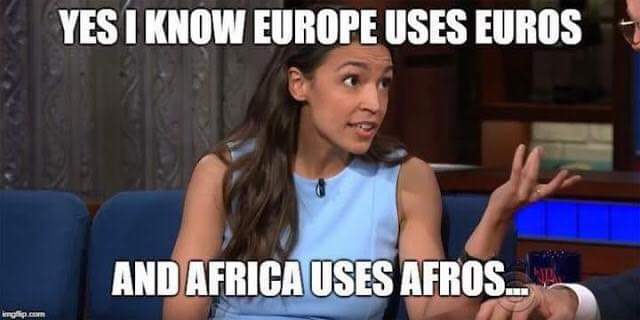 YES I KNOW EUROPE USES EUROS
AND AFRICA USES AFROS...
imgflip.com